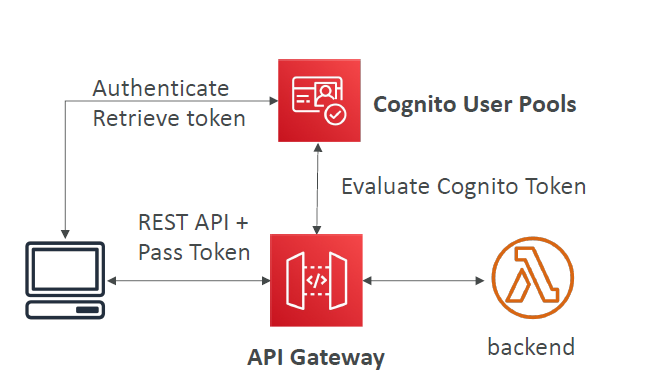 Authenticate
Retrieve token
Cognito User Pools
Evaluate Cognito Token
REST API +
Pass Token
</>
API Gateway
backend